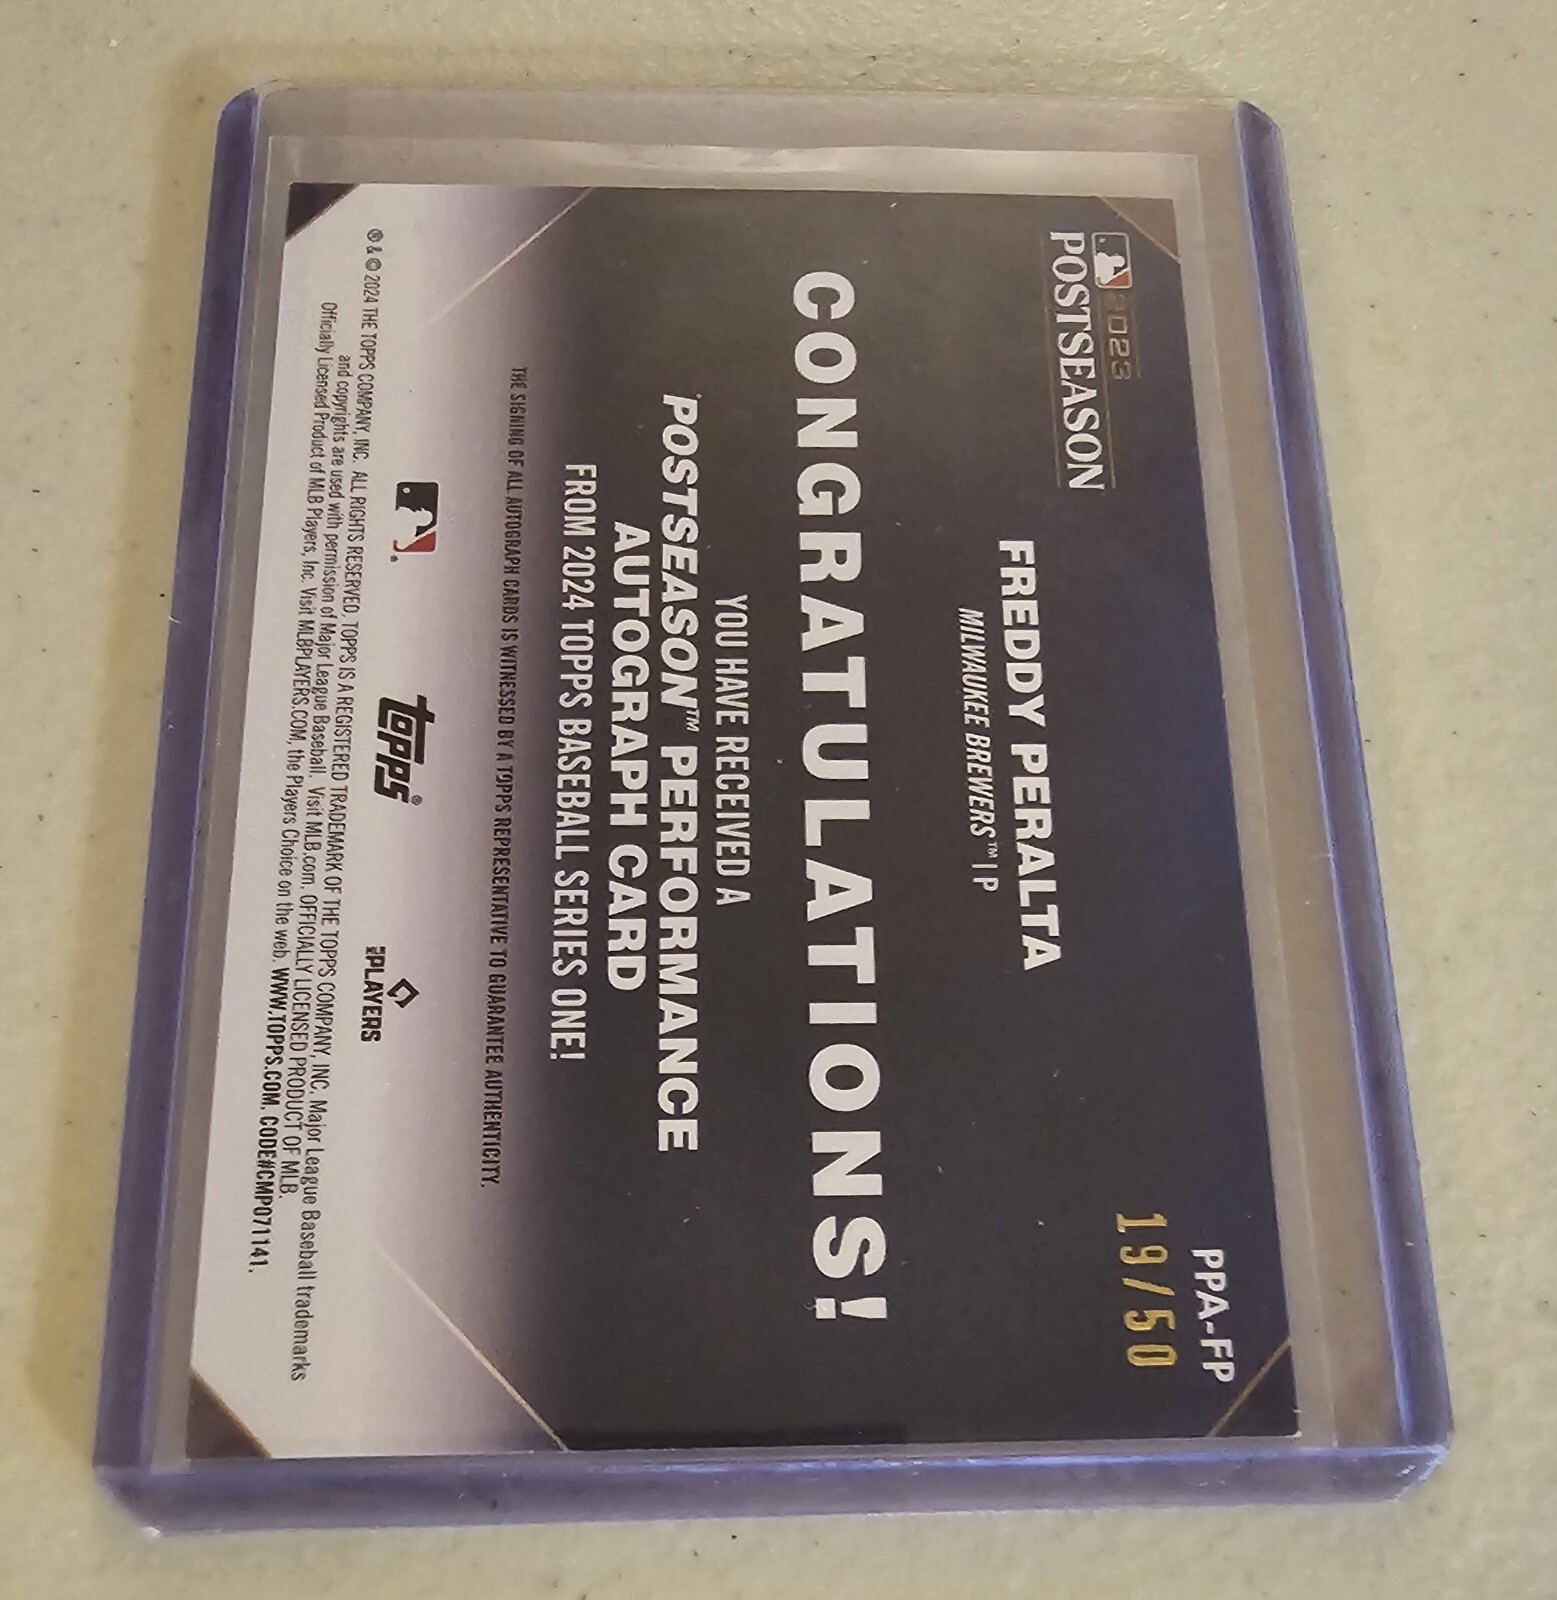 2023
POSTSEASON
PPA-FP
19/50
FREDDY PERALTA
MILWAUKEE BREWERS™ | P
CONGRATULATIONS!
YOU HAVE RECEIVED A
POSTSEASON™ PERFORMANCE
AUTOGRAPH CARD
FROM 2024 TOPPS BASEBALL SERIES ONE!
THE SIGNING OF ALL AUTOGRAPH CARDS IS WITNESSED BY A TOPPS REPRESENTATIVE TO GUARANTEE AUTHENTICITY.
topps®
MLB PLAYERS
® & © 2024 THE TOPPS COMPANY, INC. ALL RIGHTS RESERVED. TOPPS IS A REGISTERED TRADEMARK OF THE TOPPS COMPANY, INC. Major League Baseball trademarks
and copyrights are used with permission of Major League Baseball. Visit MLB.com. OFFICIALLY LICENSED PRODUCT OF MLB.
Officially Licensed Product of MLB Players, Inc. Visit MLBPLAYERS.COM, the Players Choice on the web. WWW.TOPPS.COM. CODE#CMP071141.